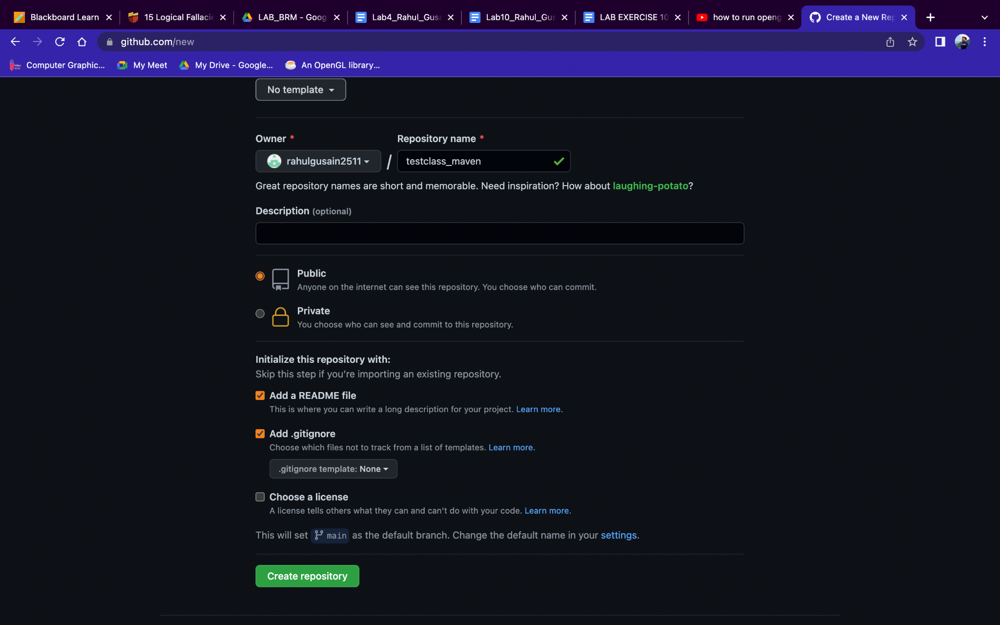 Blackboard Learn
15 Logical Fallacie
LAB_BRM - Goog
Lab4_Rahul_Gusa
Lab10_Rahul_Gus
LAB EXERCISE 10
how to run openg
Create a New Rep
github.com/new
Computer Graphic...
My Meet
My Drive - Google...
An OpenGL library...
No template
Owner *
Repository name *
rahulgusain2511 / testclass_maven
Great repository names are short and memorable. Need inspiration? How about laughing-potato?
Description (optional)
Public
Anyone on the internet can see this repository. You choose who can commit.
Private
You choose who can see and commit to this repository.
Initialize this repository with:
Skip this step if you’re importing an existing repository.
Add a README file
This is where you can write a long description for your project. Learn more.
Add .gitignore
Choose which files not to track from a list of templates. Learn more.
.gitignore template: None
Choose a license
A license tells others what they can and can't do with your code. Learn more.
This will set main as the default branch. Change the default name in your settings.
Create repository